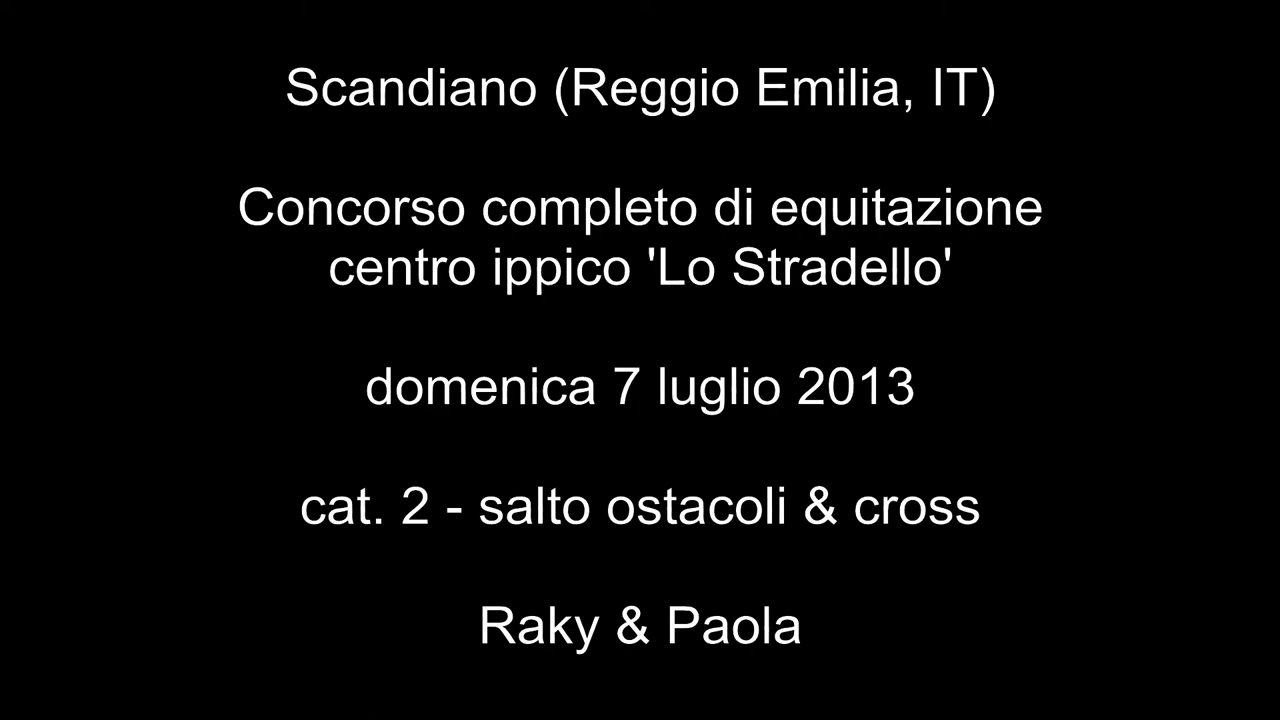 Scandiano (Reggio Emilia, IT)
Concorso completo di equitazione
centro ippico 'Lo Stradello'
domenica 7 luglio 2013
cat. 2 - salto ostacoli & cross
Raky & Paola